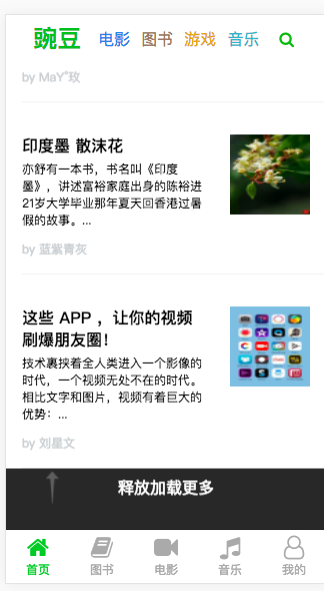 豌豆 电影 图书 游戏 音乐
by MaY°玫
印度墨 散沫花
亦舒有一本书，书名叫《印度
墨》，讲述富裕家庭出身的陈裕进
21岁大学毕业那年夏天回香港过暑
假的故事。...
by 蓝紫青灰
这些 APP ，让你的视频
刷爆朋友圈！
技术裹挟着全人类进入一个影像的
时代，一个视频无处不在的时代。
相比文字和图片，视频有着巨大的
优势：...
by 刘星文
释放加载更多
首页 图书 电影 音乐 我的